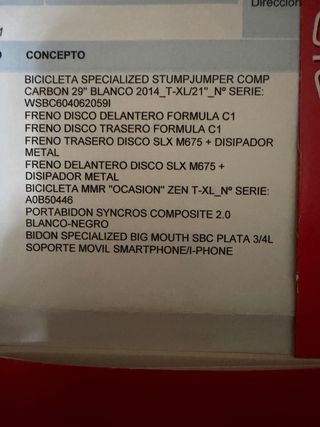 Direccion
CONCEPTO
BICICLETA SPECIALIZED STUMPJUMPER COMP
CARBON 29" BLANCO 2014_T-XL/21"_Nº SERIE:
WSBC604062059I
FRENO DISCO DELANTERO FORMULA C1
FRENO DISCO TRASERO FORMULA C1
FRENO TRASERO DISCO SLX M675 + DISIPADOR
METAL
FRENO DELANTERO DISCO SLX M675 +
DISIPADOR METAL
BICICLETA MMR "OCASION" ZEN T-XL_Nº SERIE:
A0B50446
PORTABIDON SYNCROS COMPOSITE 2.0
BLANCO-NEGRO
BIDON SPECIALIZED BIG MOUTH SBC PLATA 3/4L
SOPORTE MOVIL SMARTPHONE/I-PHONE